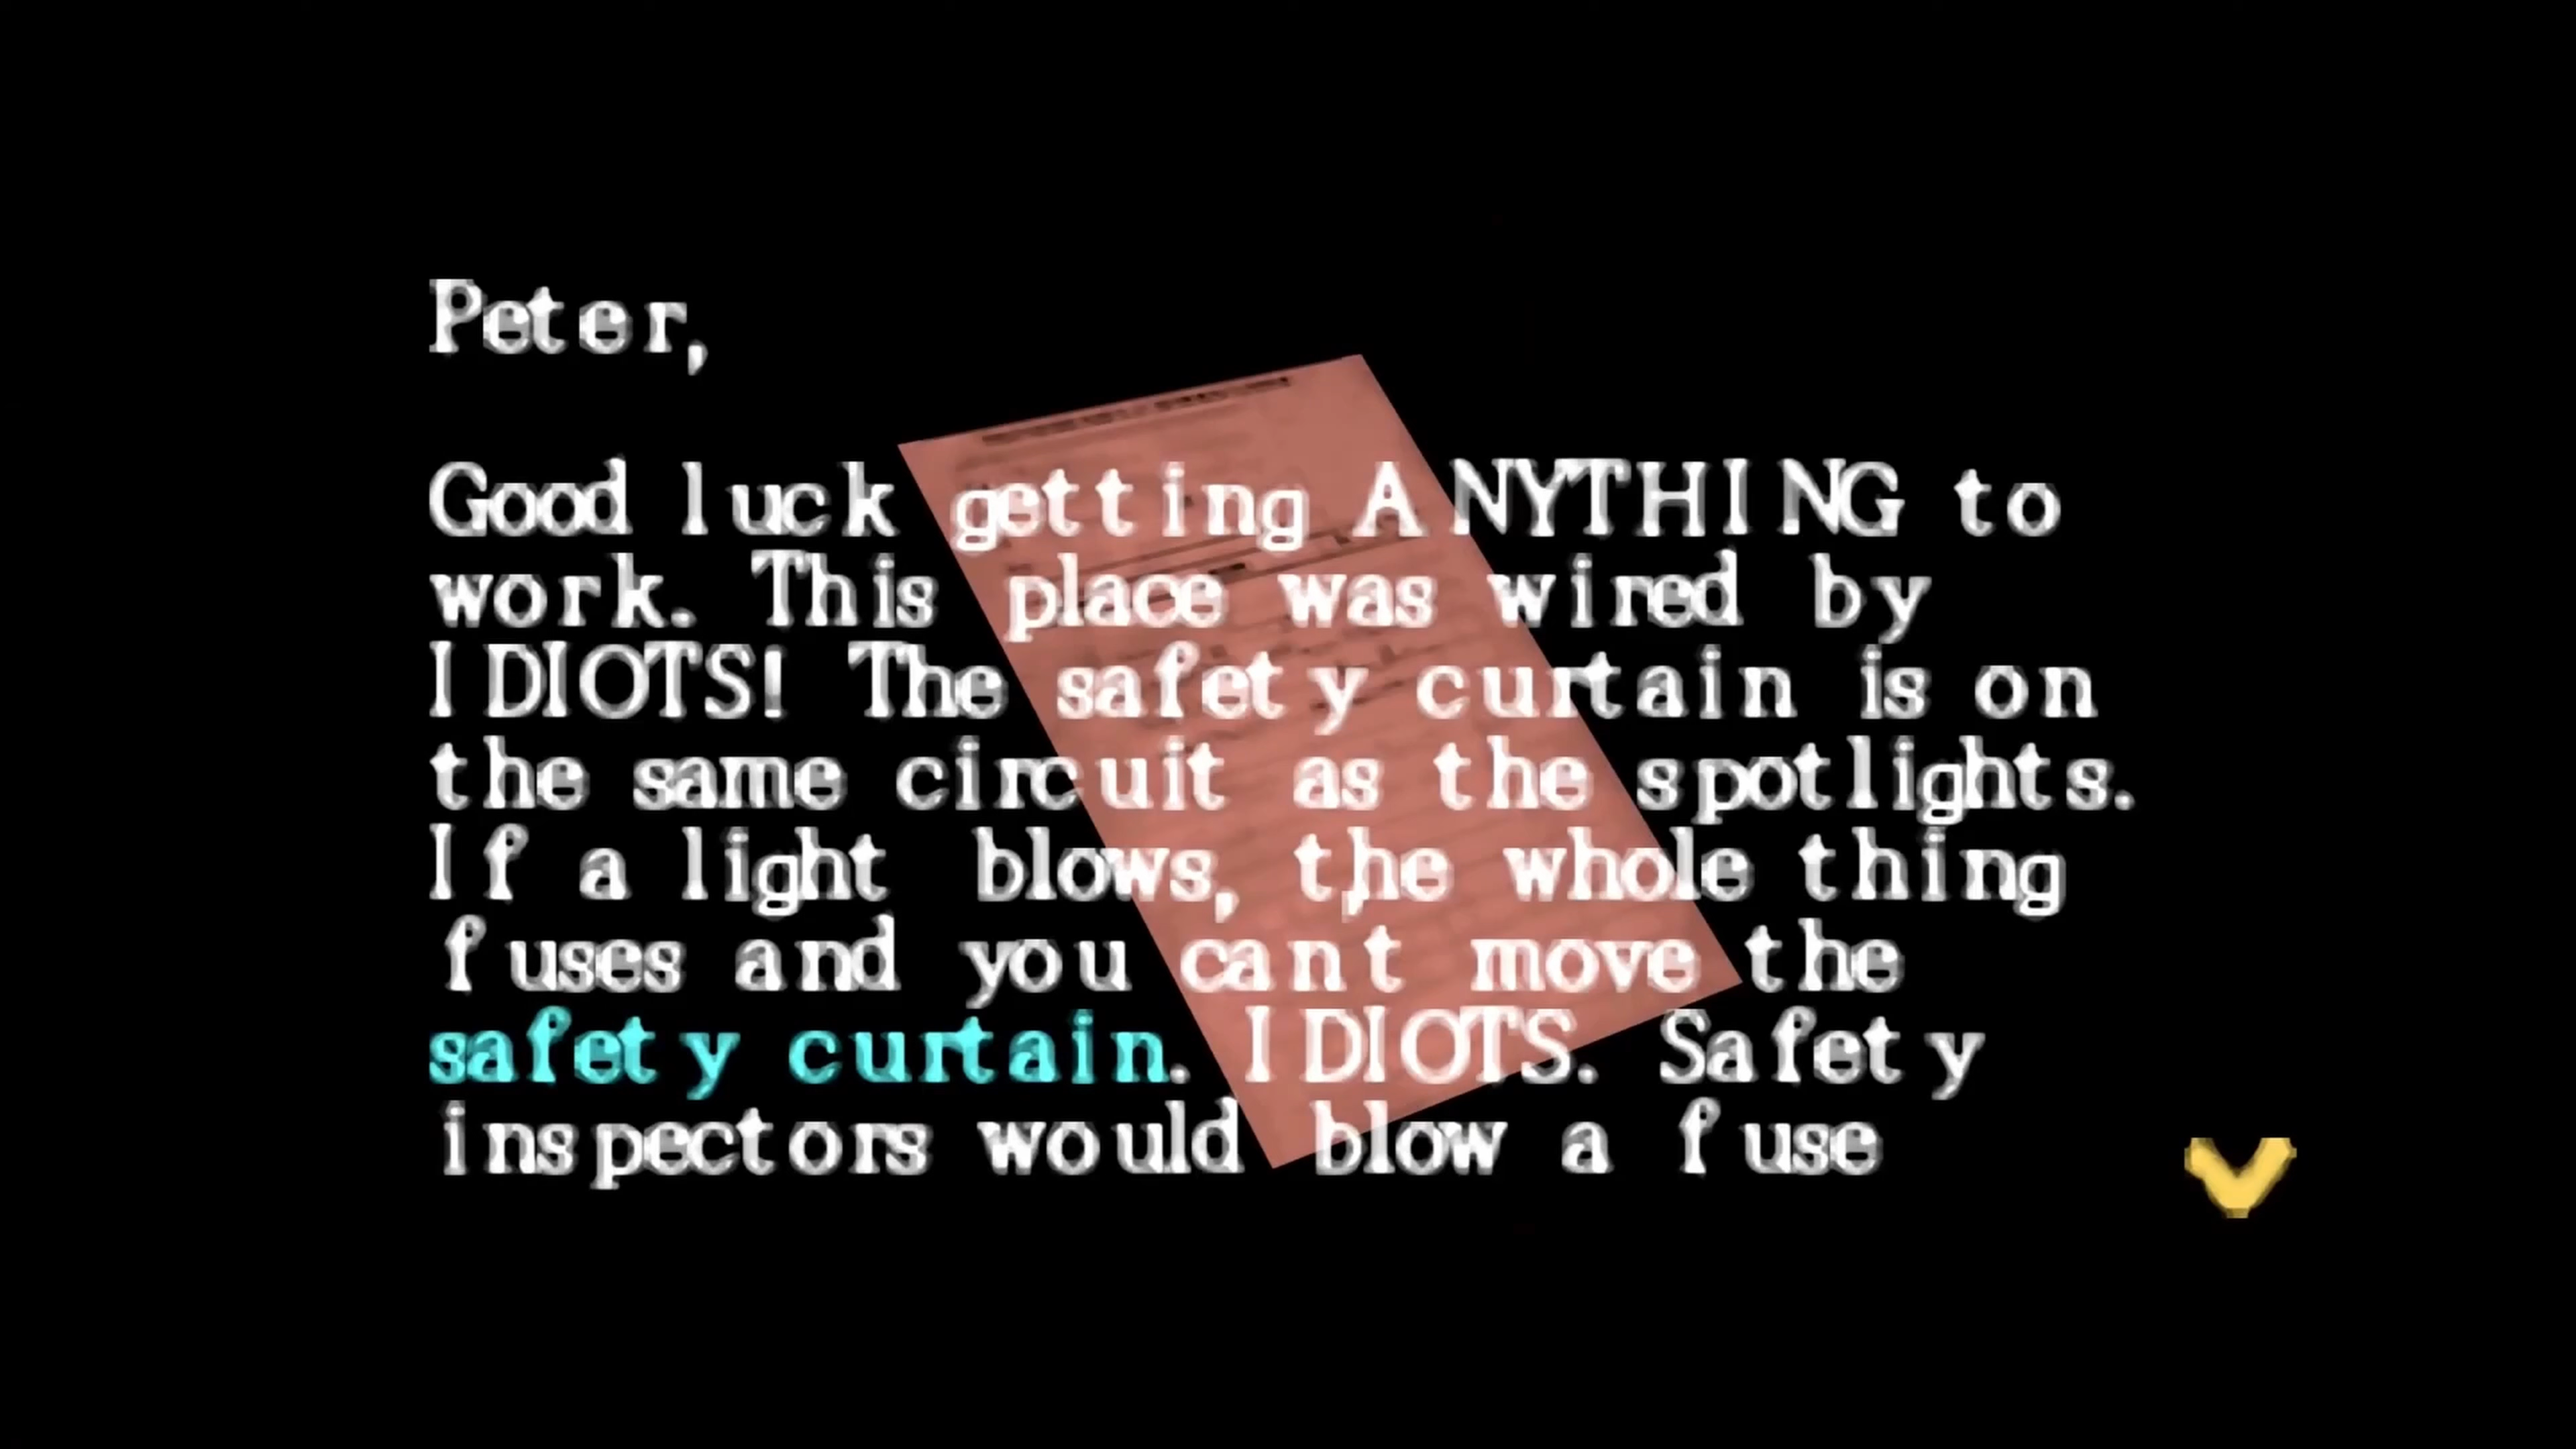 Peter,
Good luck getting ANYTHING to
work. This place was wired by
IDIOTS! The safety curtain is on
the same circuit as the spotlights.
If a light blows, the whole thing
fuses and you can't move the
safety curtain. IDIOTS. Safety
inspectors would blow a fuse